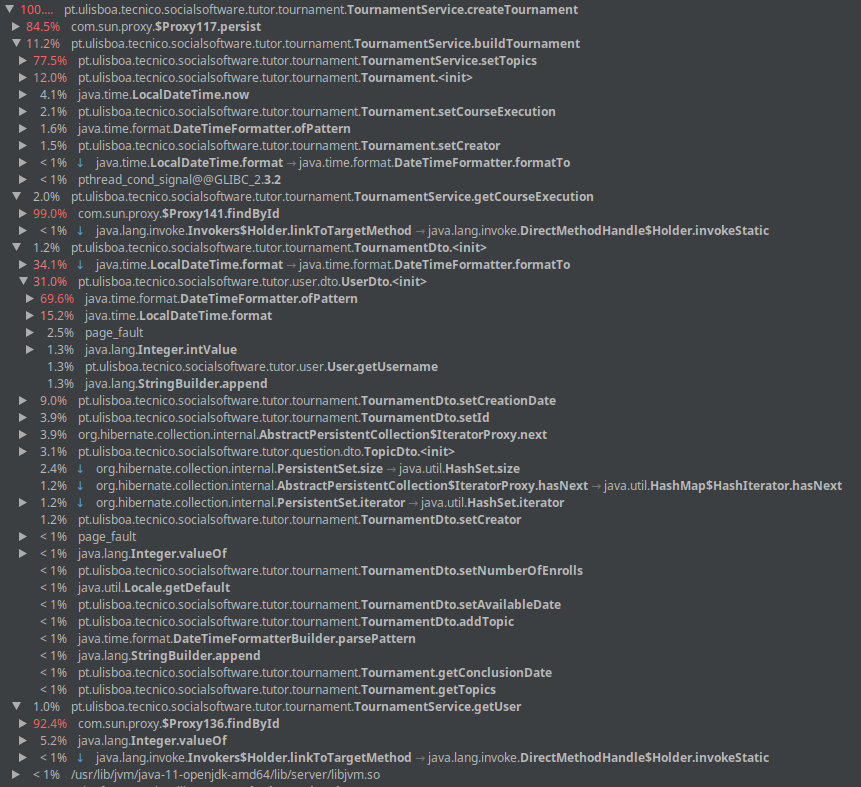 100.... pt.ulisboa.tecnico.socialsoftware.tutor.tournament.TournamentService.createTournament
84.5% com.sun.proxy.$Proxy117.persist
11.2% pt.ulisboa.tecnico.socialsoftware.tutor.tournament.TournamentService.buildTournament
77.5% pt.ulisboa.tecnico.socialsoftware.tutor.tournament.TournamentService.setTopics
12.0% pt.ulisboa.tecnico.socialsoftware.tutor.tournament.Tournament.<init>
4.1% java.time.LocalDateTime.now
2.1% pt.ulisboa.tecnico.socialsoftware.tutor.tournament.Tournament.setCourseExecution
1.6% java.time.format.DateTimeFormatter.ofPattern
1.5% pt.ulisboa.tecnico.socialsoftware.tutor.tournament.Tournament.setCreator
< 1% ↓ java.time.LocalDateTime.format → java.time.format.DateTimeFormatter.formatTo
< 1% pthread_cond_signal@@GLIBC_2.3.2
2.0% pt.ulisboa.tecnico.socialsoftware.tutor.tournament.TournamentService.getCourseExecution
99.0% com.sun.proxy.$Proxy141.findById
< 1% ↓ java.lang.invoke.Invokers$Holder.linkToTargetMethod → java.lang.invoke.DirectMethodHandle$Holder.invokeStatic
1.2% pt.ulisboa.tecnico.socialsoftware.tutor.tournament.TournamentDto.<init>
34.1% ↓ java.time.LocalDateTime.format → java.time.format.DateTimeFormatter.formatTo
31.0% pt.ulisboa.tecnico.socialsoftware.tutor.user.dto.UserDto.<init>
69.6% java.time.format.DateTimeFormatter.ofPattern
15.2% java.time.LocalDateTime.format
2.5% page_fault
1.3% java.lang.Integer.intValue
1.3% pt.ulisboa.tecnico.socialsoftware.tutor.user.User.getUsername
1.3% java.lang.StringBuilder.append
9.0% pt.ulisboa.tecnico.socialsoftware.tutor.tournament.TournamentDto.setCreationDate
3.9% pt.ulisboa.tecnico.socialsoftware.tutor.tournament.TournamentDto.setId
3.9% org.hibernate.collection.internal.AbstractPersistentCollection$IteratorProxy.next
3.1% pt.ulisboa.tecnico.socialsoftware.tutor.question.dto.TopicDto.<init>
2.4% ↓ org.hibernate.collection.internal.PersistentSet.size → java.util.HashSet.size
1.2% ↓ org.hibernate.collection.internal.AbstractPersistentCollection$IteratorProxy.hasNext → java.util.HashMap$HashIterator.hasNext
1.2% ↓ org.hibernate.collection.internal.PersistentSet.iterator → java.util.HashSet.iterator
1.2% pt.ulisboa.tecnico.socialsoftware.tutor.tournament.TournamentDto.setCreator
< 1% page_fault
< 1% java.lang.Integer.valueOf
< 1% pt.ulisboa.tecnico.socialsoftware.tutor.tournament.TournamentDto.setNumberOfEnrolls
< 1% java.util.Locale.getDefault
< 1% pt.ulisboa.tecnico.socialsoftware.tutor.tournament.TournamentDto.setAvailableDate
< 1% pt.ulisboa.tecnico.socialsoftware.tutor.tournament.TournamentDto.addTopic
< 1% java.time.format.DateTimeFormatterBuilder.parsePattern
< 1% java.lang.StringBuilder.append
< 1% pt.ulisboa.tecnico.socialsoftware.tutor.tournament.Tournament.getConclusionDate
< 1% pt.ulisboa.tecnico.socialsoftware.tutor.tournament.Tournament.getTopics
1.0% pt.ulisboa.tecnico.socialsoftware.tutor.tournament.TournamentService.getUser
92.4% com.sun.proxy.$Proxy136.findById
5.2% java.lang.Integer.valueOf
< 1% ↓ java.lang.invoke.Invokers$Holder.linkToTargetMethod → java.lang.invoke.DirectMethodHandle$Holder.invokeStatic
< 1% /usr/lib/jvm/java-11-openjdk-amd64/lib/server/libjvm.so